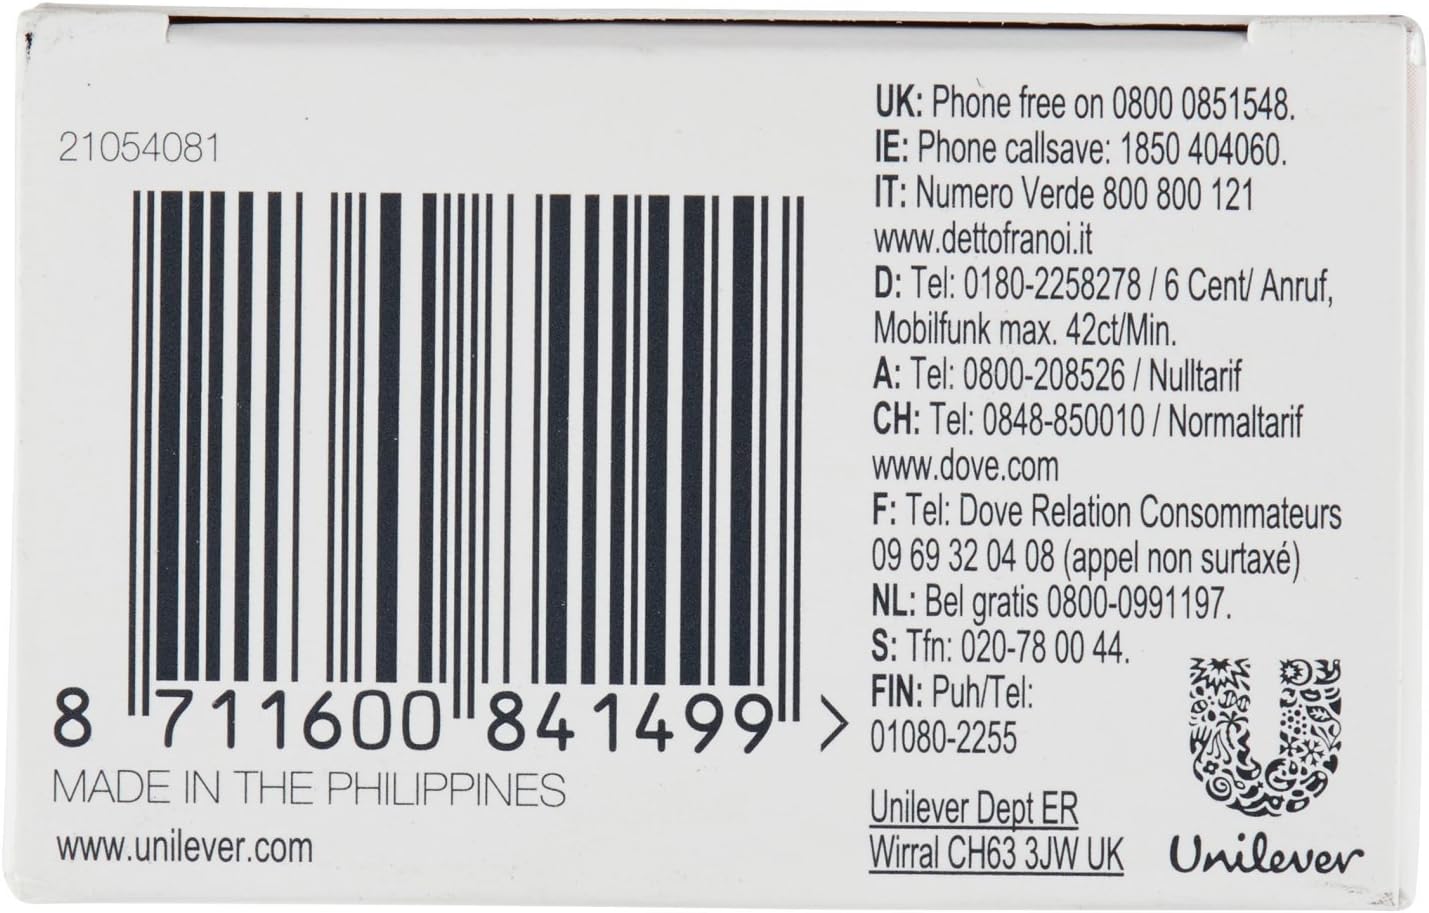 21054081
8 711600 841499 >
MADE IN THE PHILIPPINES
www.unilever.com
UK: Phone free on 0800 0851548.
IE: Phone callsave: 1850 404060.
IT: Numero Verde 800 800 121
www.dettofranoi.it
D: Tel: 0180-2258278 / 6 Cent/ Anruf,
Mobilfunk max. 42ct/Min.
A: Tel: 0800-208526 / Nulltarif
CH: Tel: 0848-850010 / Normaltarif
www.dove.com
F: Tel: Dove Relation Consommateurs
09 69 32 04 08 (appel non surtaxé)
NL: Bel gratis 0800-0991197.
S: Tfn: 020-78 00 44.
FIN: Puh/Tel:
01080-2255
Unilever Dept ER
Wirral CH63 3JW UK
Unilever